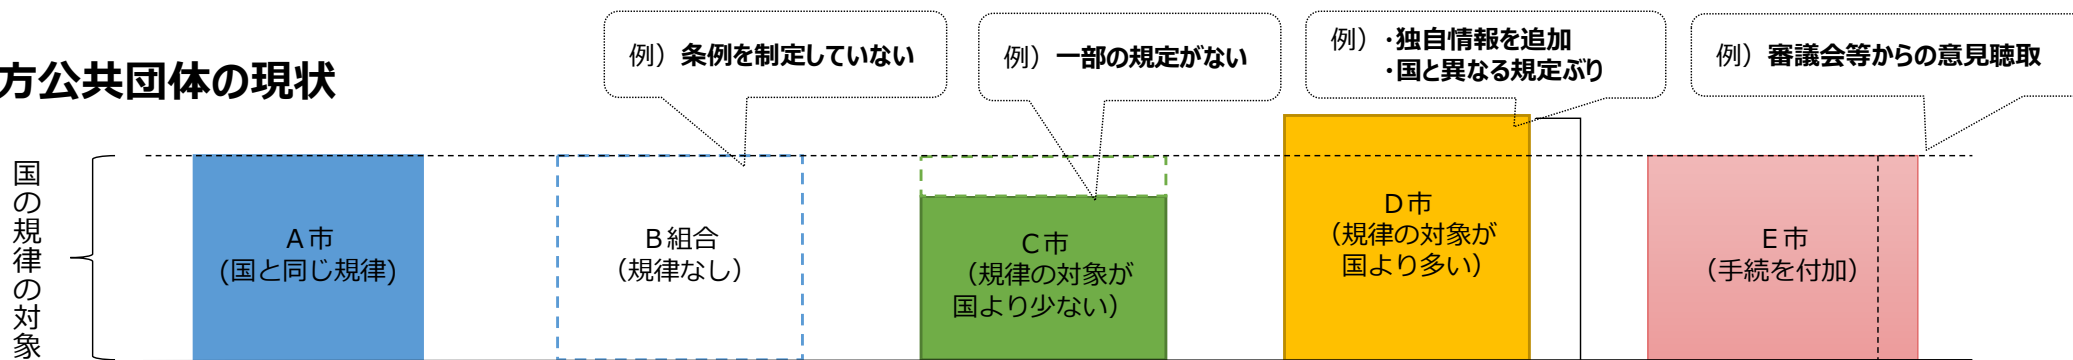 方公共団体の現状
例）条例を制定していない
例）一部の規定がない
例）・独自情報を追加
・国と異なる規定ぶり
例）審議会等からの意見聴取
国の規律の対象
Ａ市
(国と同じ規律)
Ｂ組合
（規律なし）
Ｃ市
（規律の対象が
国より少ない）
Ｄ市
（規律の対象が
国より多い）
Ｅ市
（手続を付加）